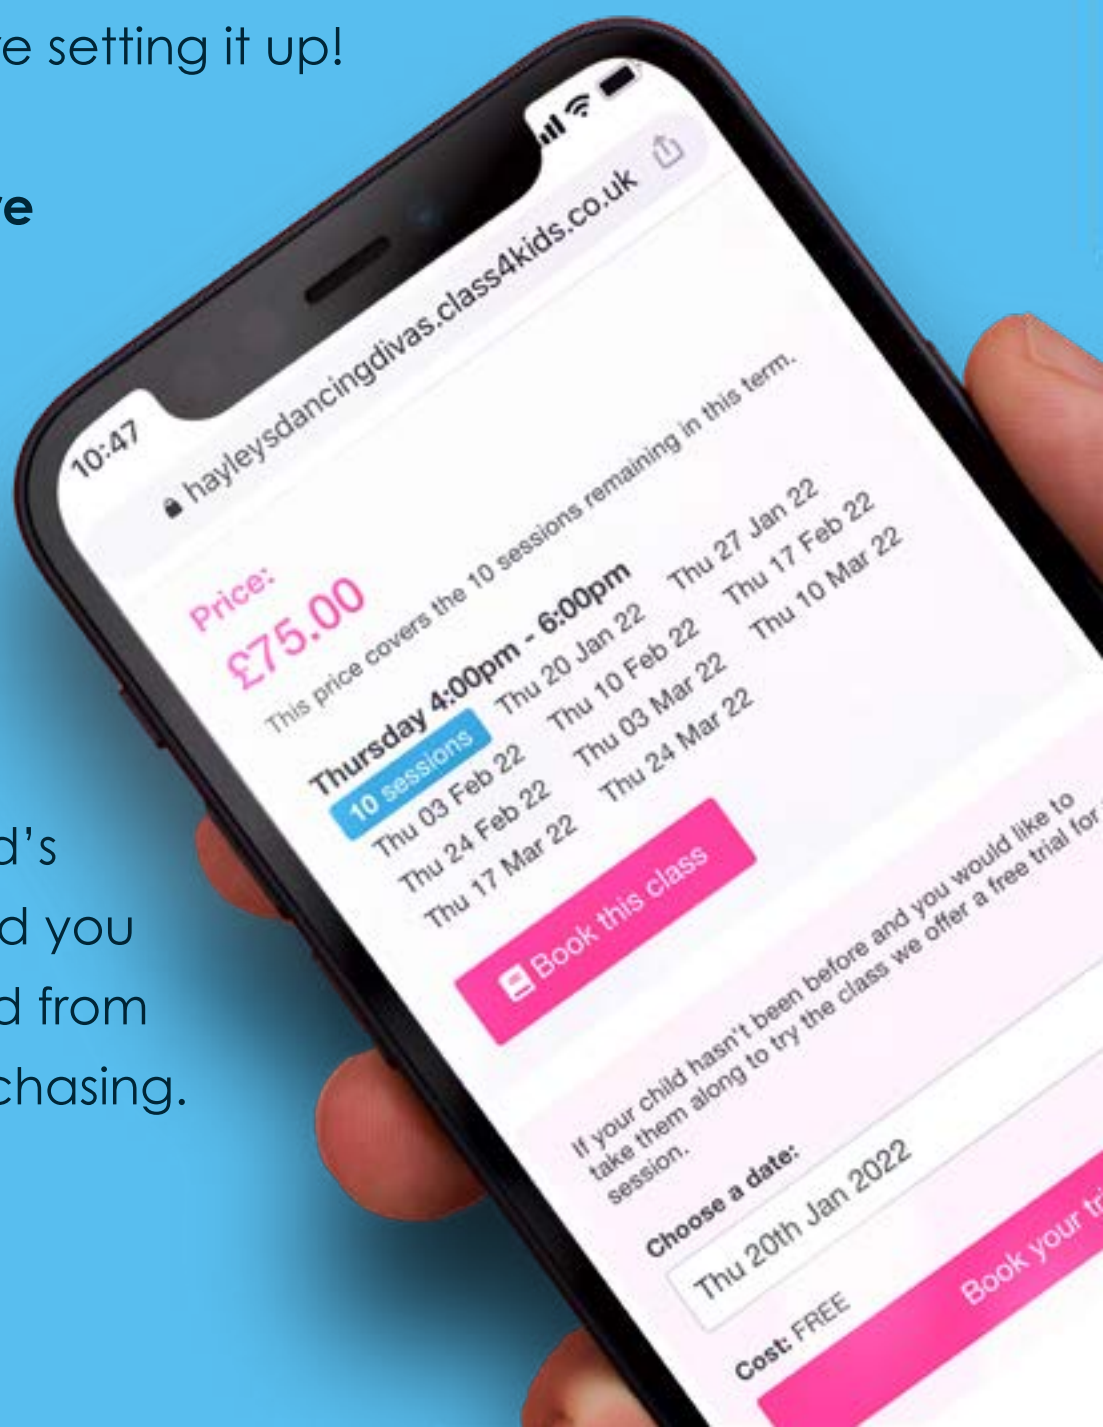 e setting it up!
e
d's
d you
d from
chasing.
10:47
hayleysdancingdivas.class4kids.co.uk
Price:
£75.00
This price covers the 10 sessions remaining in this term.
Thursday 4:00pm - 6:00pm
10 sessions Thu 20 Jan 22 Thu 27 Jan 22
Thu 03 Feb 22 Thu 10 Feb 22 Thu 17 Feb 22
Thu 24 Feb 22 Thu 03 Mar 22 Thu 10 Mar 22
Thu 17 Mar 22 Thu 24 Mar 22
Book this class
If your child hasn't been before and you would like to
take them along to try the class we offer a free trial for
session.
Choose a date:
Thu 20th Jan 2022
Cost: FREE
Book your tri